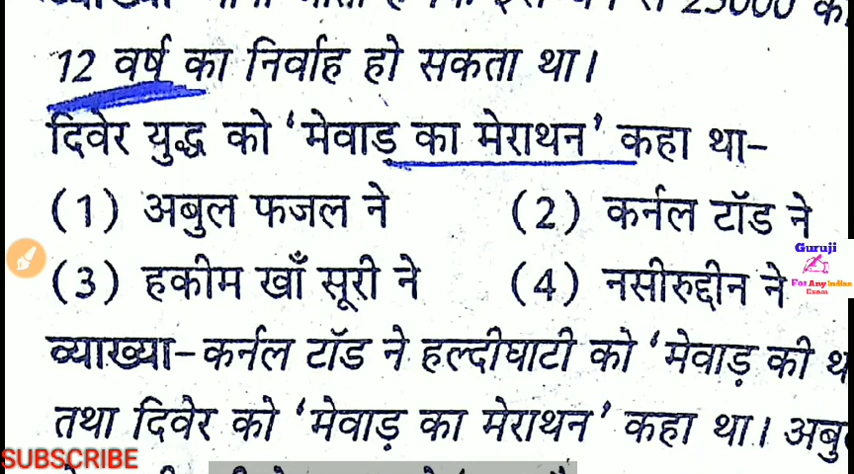 12 वर्ष का निर्वाह हो सकता था।
दिवेर युद्ध को ‘मेवाड़ का मेराथन’ कहा था–
(1) अबुल फजल ने (2) कर्नल टॉड ने
(3) हकीम खाँ सूरी ने (4) नसीरुद्दीन ने
Guruji
For Any Indian
Exam
व्याख्या–कर्नल टॉड ने हल्दीघाटी को ‘मेवाड़ की
तथा दिवेर को ‘मेवाड़ का मेराथन’ कहा था। अबु
SUBSCRIBE